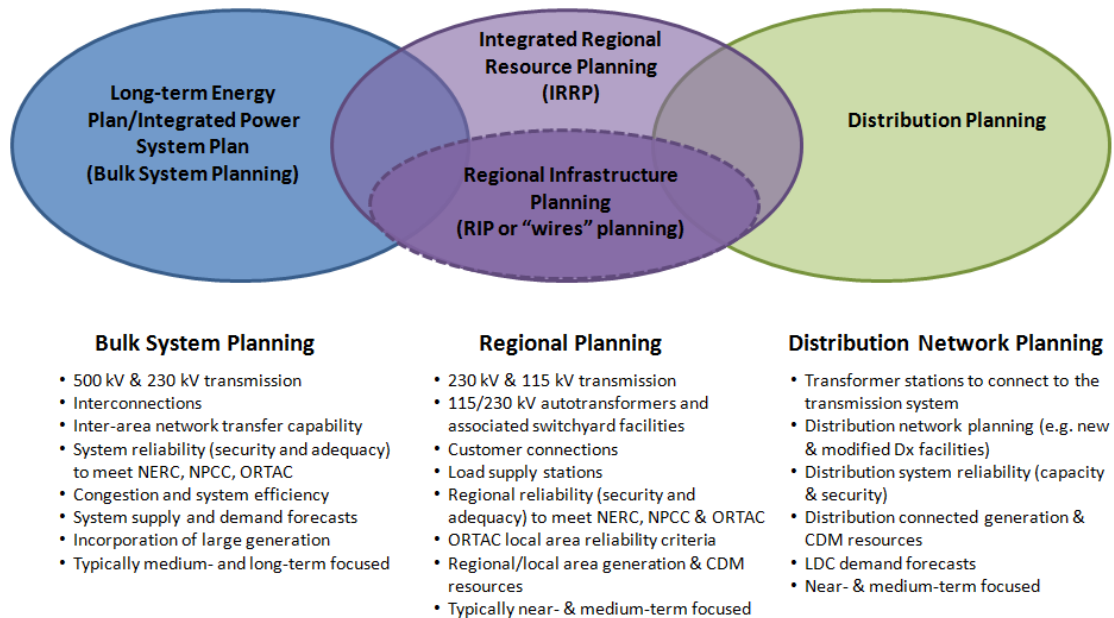 Long-term Energy
Plan/Integrated Power
System Plan
(Bulk System Planning)
Integrated Regional
Resource Planning
(IRRP)
Regional Infrastructure
Planning
(RIP or “wires” planning)
Distribution Planning
Bulk System Planning
• 500 kV & 230 kV transmission
• Interconnections
• Inter-area network transfer capability
• System reliability (security and adequacy)
to meet NERC, NPCC, ORTAC
• Congestion and system efficiency
• System supply and demand forecasts
• Incorporation of large generation
• Typically medium- and long-term focused
Regional Planning
• 230 kV & 115 kV transmission
• 115/230 kV autotransformers and
associated switchyard facilities
• Customer connections
• Load supply stations
• Regional reliability (security and
adequacy) to meet NERC, NPCC & ORTAC
• ORTAC local area reliability criteria
• Regional/local area generation & CDM
resources
• Typically near- & medium-term focused
Distribution Network Planning
• Transformer stations to connect to the
transmission system
• Distribution network planning (e.g. new
& modified Dx facilities)
• Distribution system reliability (capacity
& security)
• Distribution connected generation &
CDM resources
• LDC demand forecasts
• Near- & medium-term focused